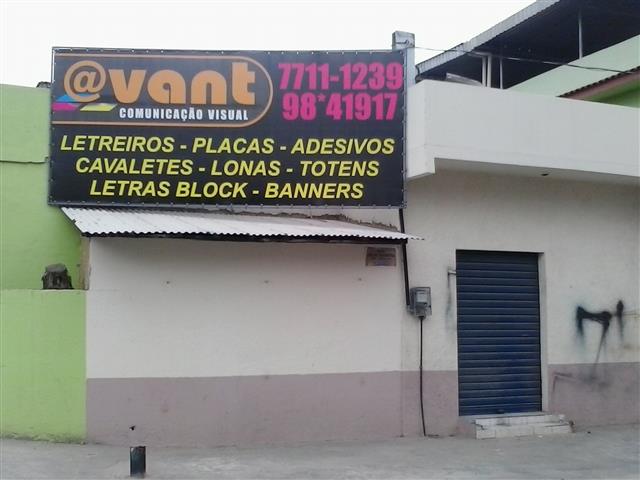 @vant
COMUNICAÇÃO VISUAL
7711-1239
98*41917
LETREIROS - PLACAS - ADESIVOS
CAVALETES - LONAS - TOTENS
LETRAS BLOCK - BANNERS